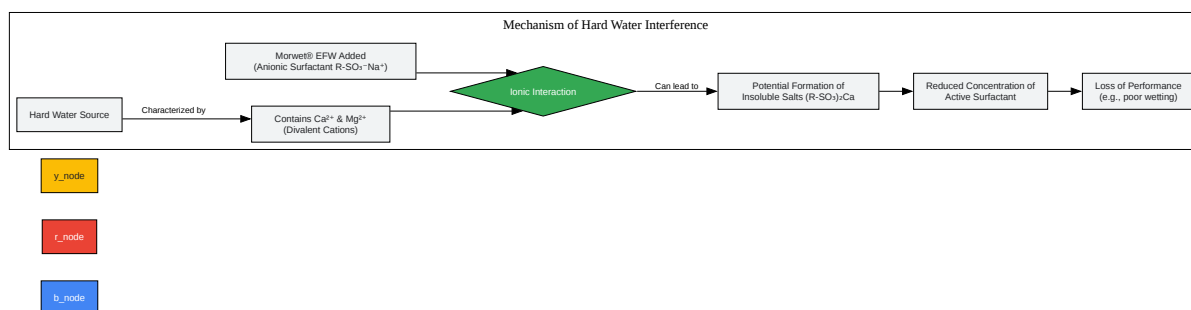 Mechanism of Hard Water Interference
Morwet® EFW Added
(Anionic Surfactant R-SO₃⁻Na⁺)
Ionic Interaction
Can lead to
Potential Formation of
Insoluble Salts (R-SO₃)₂Ca
Reduced Concentration of
Active Surfactant
Loss of Performance
(e.g., poor wetting)
Hard Water Source
Characterized by
Contains Ca²⁺ & Mg²⁺
(Divalent Cations)
y_node
r_node
b_node